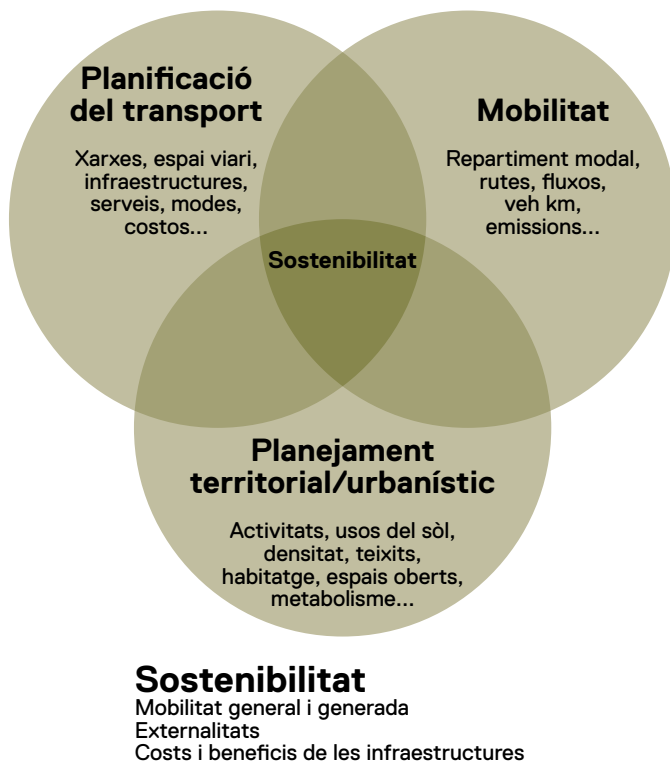 Planificació
del transport
Xarxes, espai viari,
infraestructures,
serveis, modes,
costos...
Mobilitat
Repartiment modal,
rutes, fluxos,
veh km,
emissions...
Sostenibilitat
Planejament
territorial/urbanístic
Activitats, usos del sòl,
densitat, teixits,
habitatge, espais oberts,
metabolisme...
Sostenibilitat
Mobilitat general i generada
Externalitats
Costs i beneficis de les infraestructures